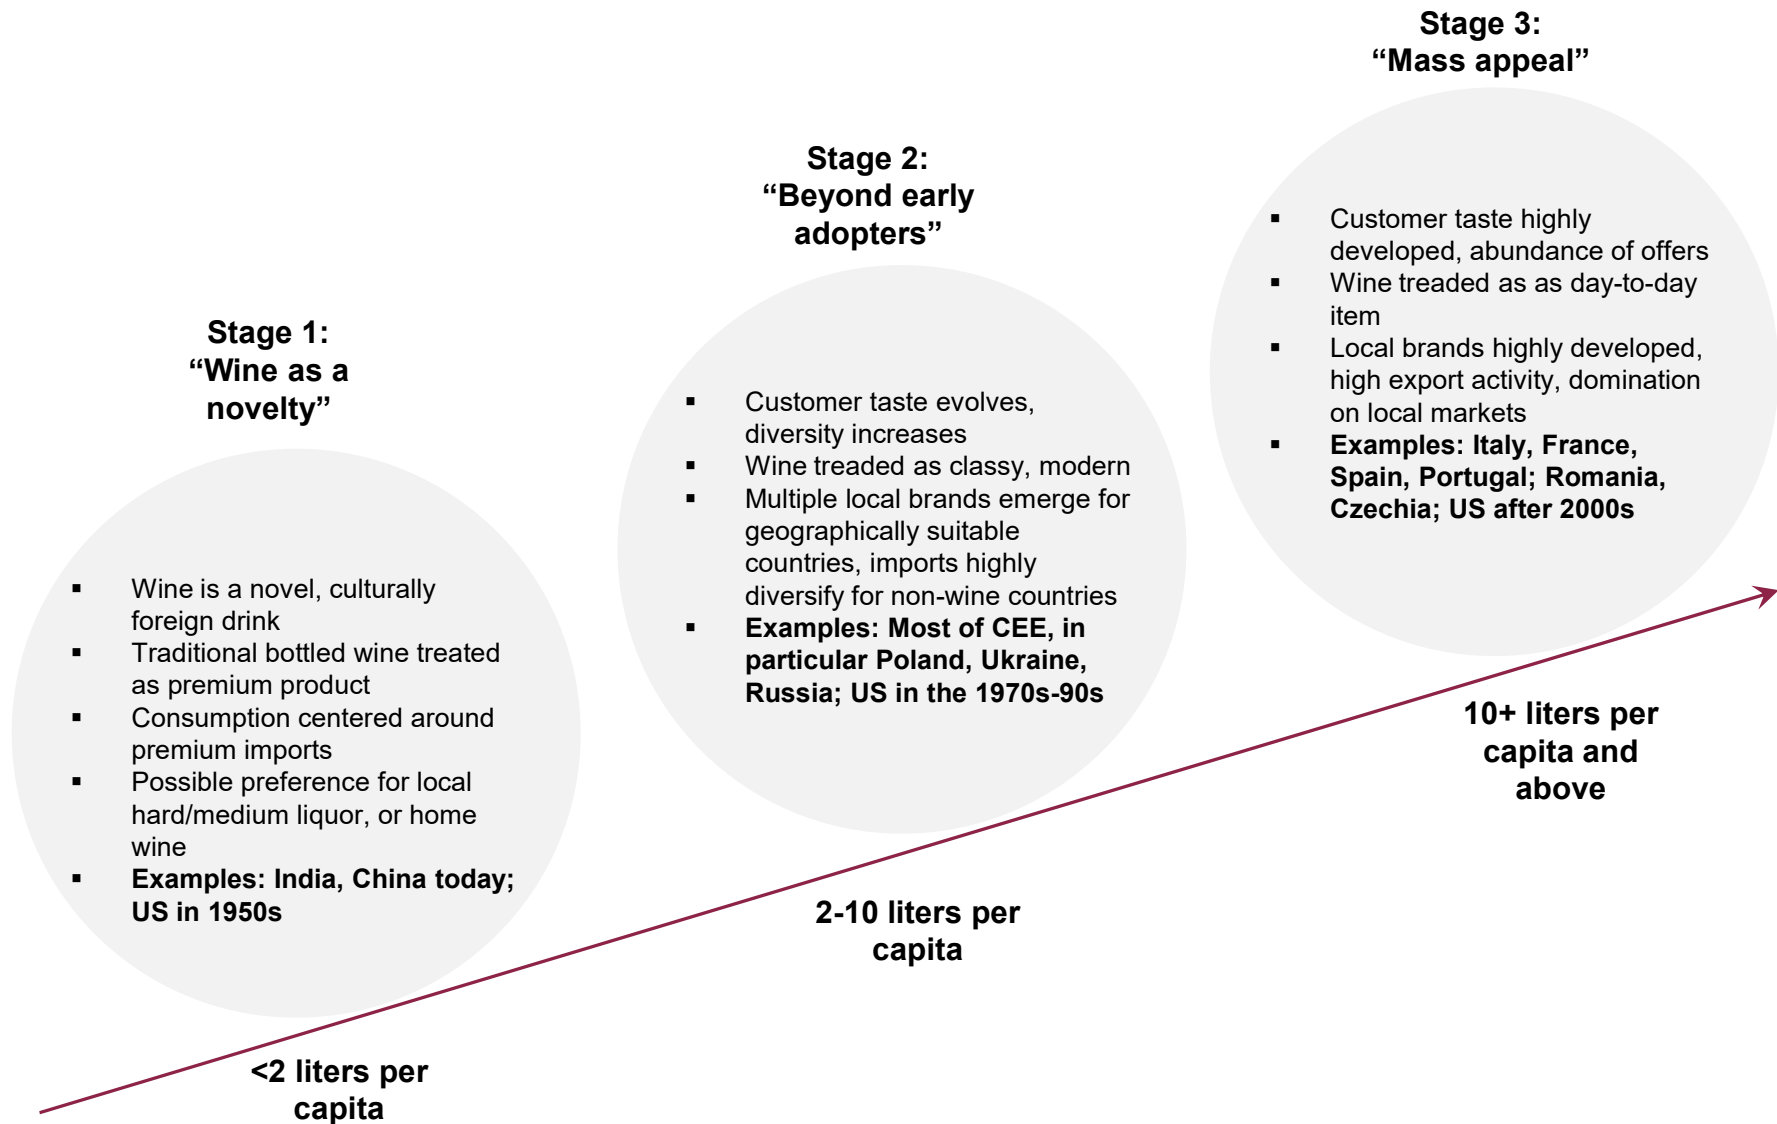 Stage 1:
“Wine as a
novelty”
▪ Wine is a novel, culturally
foreign drink
▪ Traditional bottled wine treated
as premium product
▪ Consumption centered around
premium imports
▪ Possible preference for local
hard/medium liquor, or home
wine
▪ Examples: India, China today;
US in 1950s
<2 liters per
capita
Stage 2:
“Beyond early
adopters”
▪ Customer taste evolves,
diversity increases
▪ Wine treaded as classy, modern
▪ Multiple local brands emerge for
geographically suitable
countries, imports highly
diversify for non-wine countries
▪ Examples: Most of CEE, in
particular Poland, Ukraine,
Russia; US in the 1970s-90s
2-10 liters per
capita
Stage 3:
“Mass appeal”
▪ Customer taste highly
developed, abundance of offers
▪ Wine treaded as as day-to-day
item
▪ Local brands highly developed,
high export activity, domination
on local markets
▪ Examples: Italy, France,
Spain, Portugal; Romania,
Czechia; US after 2000s
10+ liters per
capita and
above